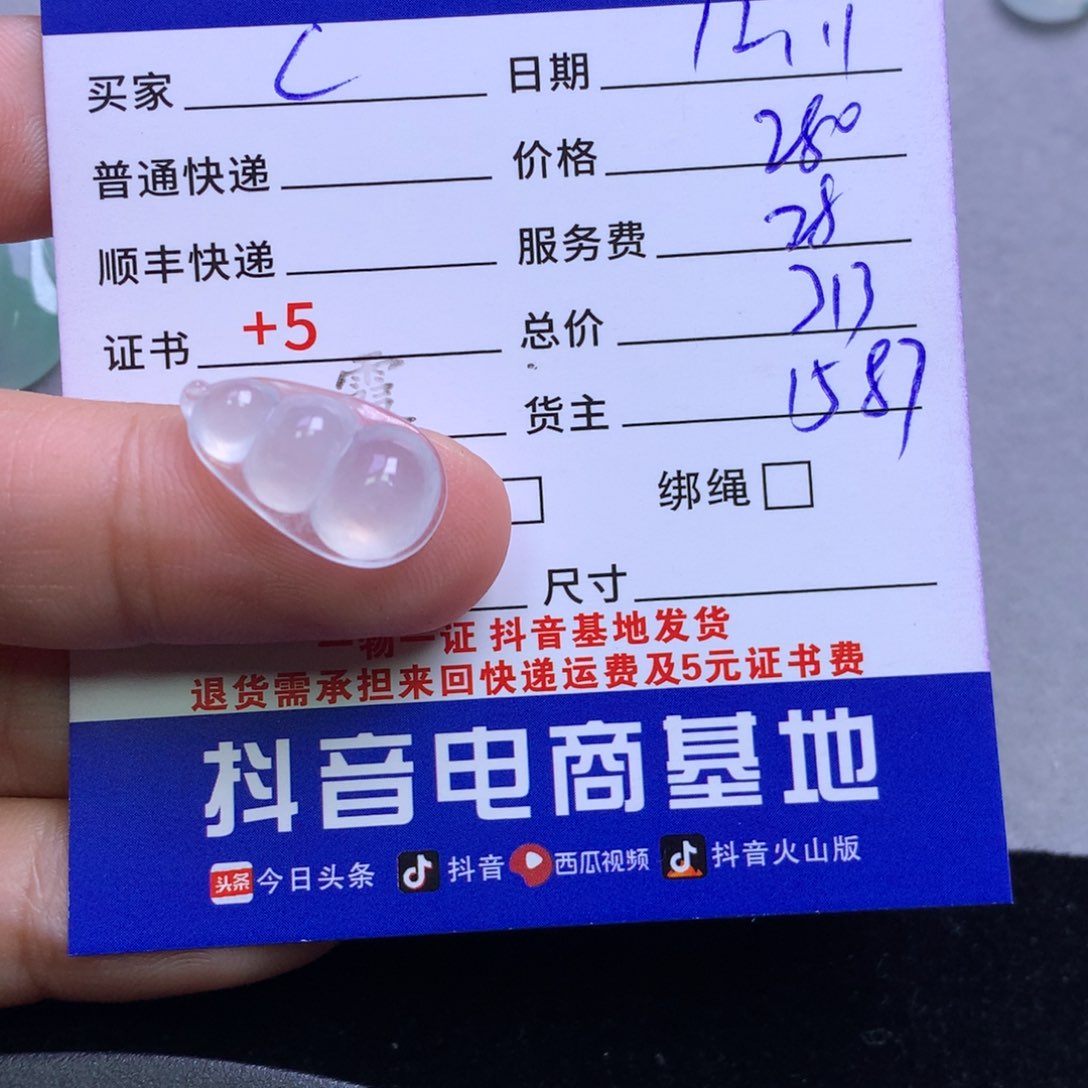 买家 C 日期
普通快递 价格 280
顺丰快递 服务费 28
证书 +5 总价 313
货主 1587
绑绳
尺寸
一物一证 抖音基地发货
退货需承担来回快递运费及5元证书费
抖音电商基地
头条 今日头条 抖音 西瓜视频 抖音火山版